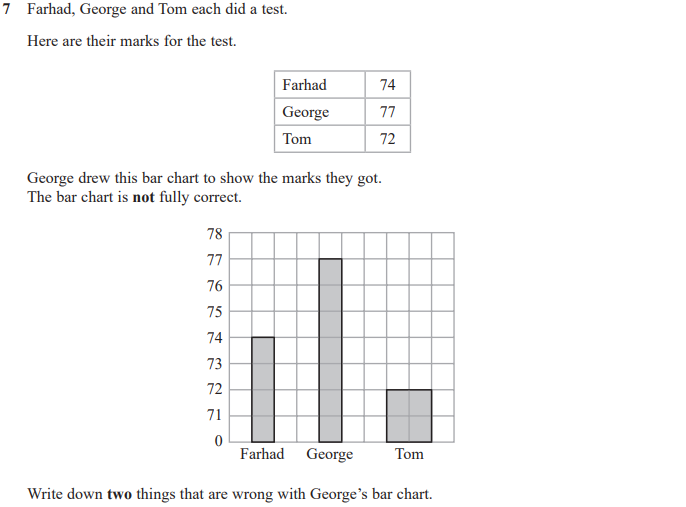 7 Farhad, George and Tom each did a test.
Here are their marks for the test.
Farhad 74
George 77
Tom 72
George drew this bar chart to show the marks they got.
The bar chart is not fully correct.
78
77
76
75
74
73
72
71
0
Farhad George Tom
Write down two things that are wrong with George’s bar chart.